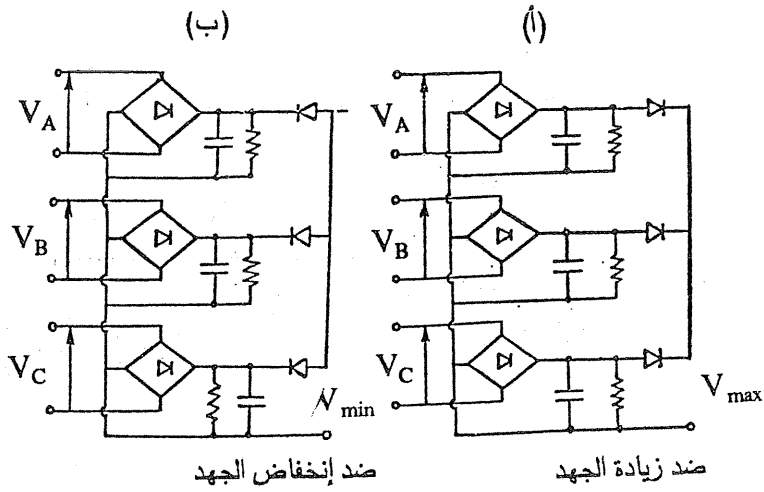 (أ)
(ب)
V_A
V_B
V_C
V_max
ضد زيادة الجهد
V_A
V_B
V_C
V_min
ضد إنخفاض الجهد